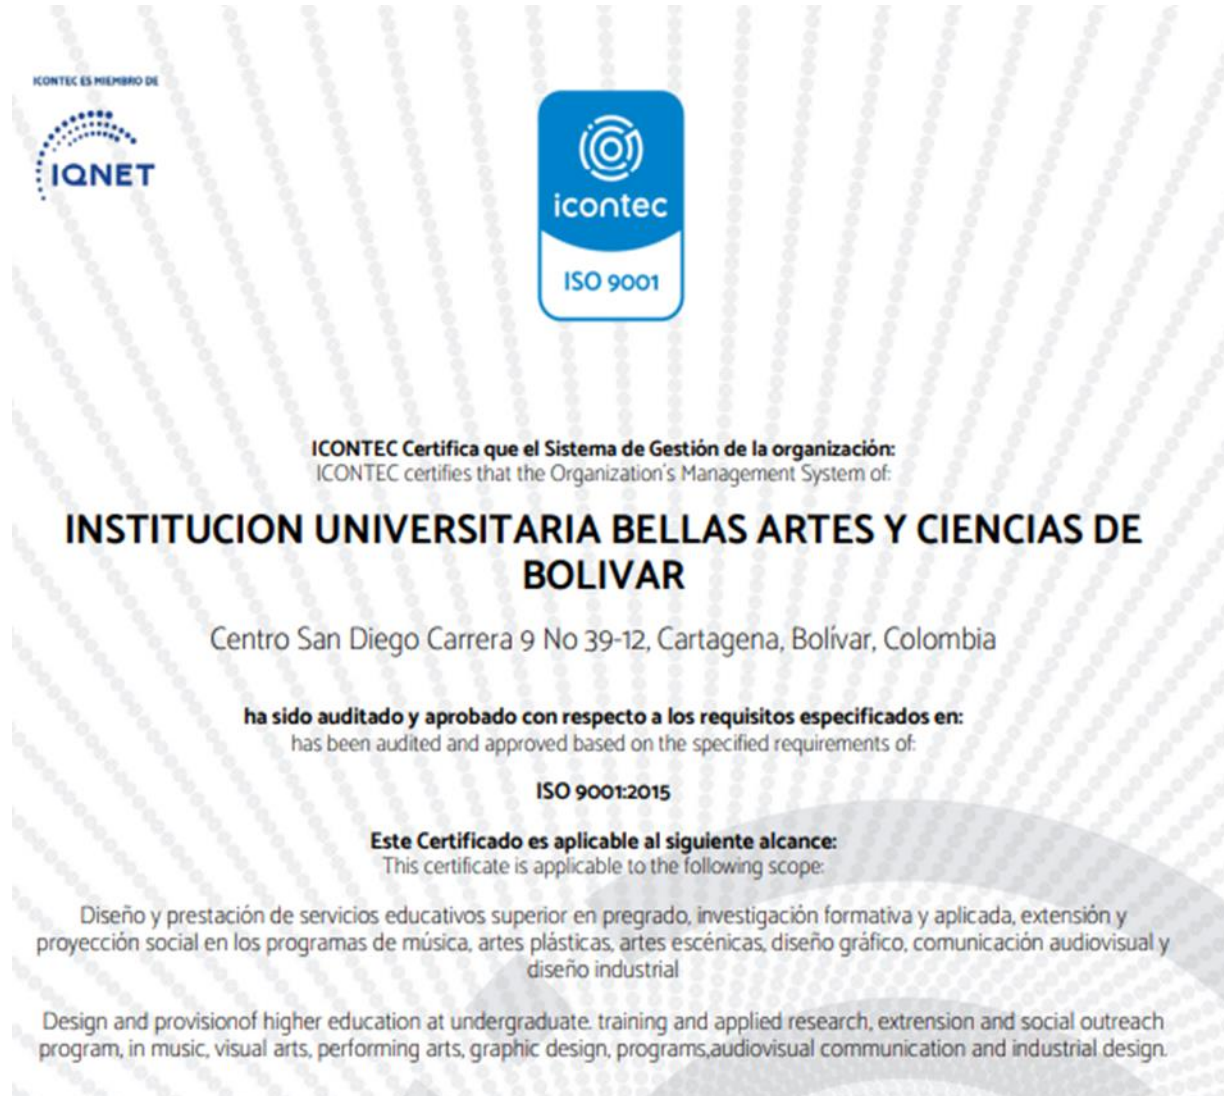 ICONTEC ES MIEMBRO DE
IQNET
icontec
ISO 9001
ICONTEC Certifica que el Sistema de Gestión de la organización:
ICONTEC certifies that the Organization's Management System of:
INSTITUCION UNIVERSITARIA BELLAS ARTES Y CIENCIAS DE
BOLIVAR
Centro San Diego Carrera 9 No 39-12, Cartagena, Bolívar, Colombia
ha sido auditado y aprobado con respecto a los requisitos especificados en:
has been audited and approved based on the specified requirements of:
ISO 9001:2015
Este Certificado es aplicable al siguiente alcance:
This certificate is applicable to the following scope:
Diseño y prestación de servicios educativos superior en pregrado, investigación formativa y aplicada, extensión y
proyección social en los programas de música, artes plásticas, artes escénicas, diseño gráfico, comunicación audiovisual y
diseño industrial
Design and provisionof higher education at undergraduate. training and applied research, extrension and social outreach
program, in music, visual arts, performing arts, graphic design, programs,audiovisual communication and industrial design.